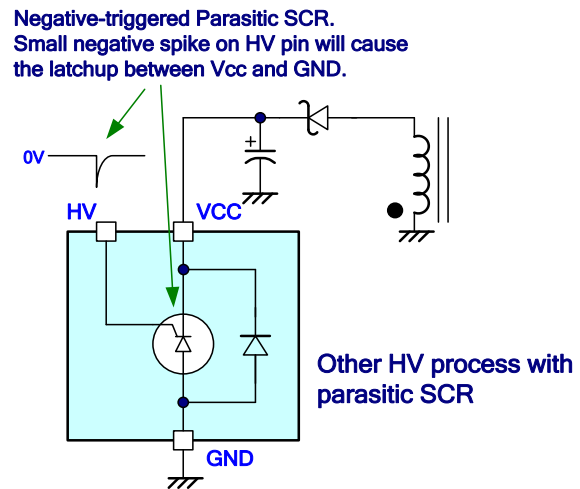 Negative-triggered Parasitic SCR.
Small negative spike on HV pin will cause
the latchup between Vcc and GND.
+
0V
HV
VCC
Other HV process with
parasitic SCR
GND